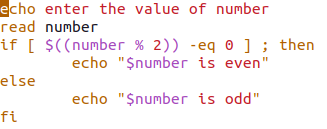 echo enter the value of number
read number
if [ $((number % 2)) -eq 0 ] ; then
        echo "$number is even"
else
        echo "$number is odd"
fi